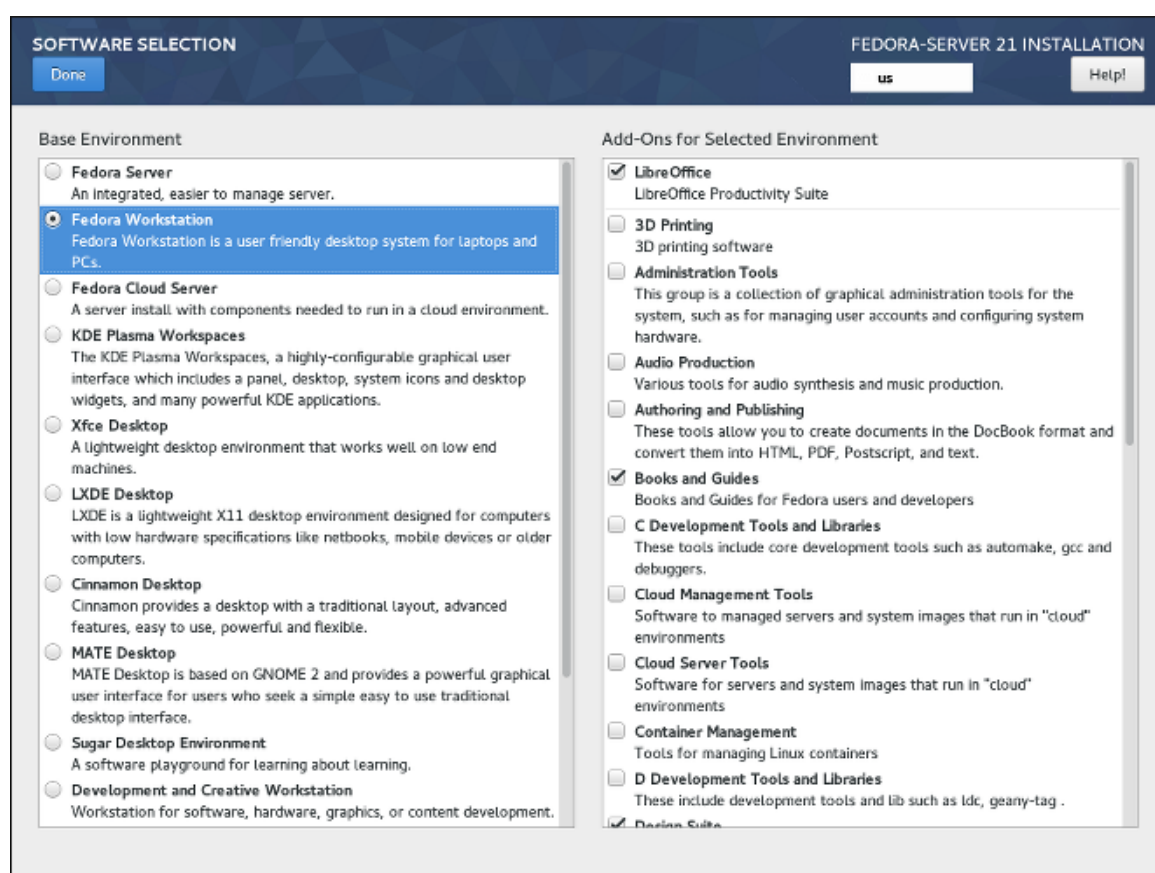 SOFTWARE SELECTION
FEDORA-SERVER 21 INSTALLATION
Done
us
Help!
Base Environment
Fedora Server
An integrated, easier to manage server.
Fedora Workstation
Fedora Workstation is a user friendly desktop system for laptops and
PCs.
Fedora Cloud Server
A server install with components needed to run in a cloud environment.
KDE Plasma Workspaces
The KDE Plasma Workspaces, a highly-configurable graphical user
interface which includes a panel, desktop, system icons and desktop
widgets, and many powerful KDE applications.
Xfce Desktop
A lightweight desktop environment that works well on low end
machines.
LXDE Desktop
LXDE is a lightweight X11 desktop environment designed for computers
with low hardware specifications like netbooks, mobile devices or older
computers.
Cinnamon Desktop
Cinnamon provides a desktop with a traditional layout, advanced
features, easy to use, powerful and flexible.
MATE Desktop
MATE Desktop is based on GNOME 2 and provides a powerful graphical
user interface for users who seek a simple easy to use traditional
desktop interface.
Sugar Desktop Environment
A software playground for learning about learning.
Development and Creative Workstation
Workstation for software, hardware, graphics, or content development.
Add-Ons for Selected Environment
LibreOffice
LibreOffice Productivity Suite
3D Printing
3D printing software
Administration Tools
This group is a collection of graphical administration tools for the
system, such as for managing user accounts and configuring system
hardware.
Audio Production
Various tools for audio synthesis and music production.
Authoring and Publishing
These tools allow you to create documents in the DocBook format and
convert them into HTML, PDF, Postscript, and text.
Books and Guides
Books and Guides for Fedora users and developers
C Development Tools and Libraries
These tools include core development tools such as automake, gcc and
debuggers.
Cloud Management Tools
Software to managed servers and system images that run in "cloud"
environments
Cloud Server Tools
Software for servers and system images that run in "cloud"
environments
Container Management
Tools for managing Linux containers
D Development Tools and Libraries
These include development tools and lib such as ldc, geany-tag .
Design Suite